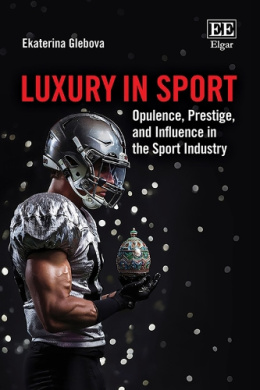 EE
Elgar
Ekaterina Glebova
LUXURY IN SPORT
Opulence, Prestige,
and Influence in
the Sport Industry